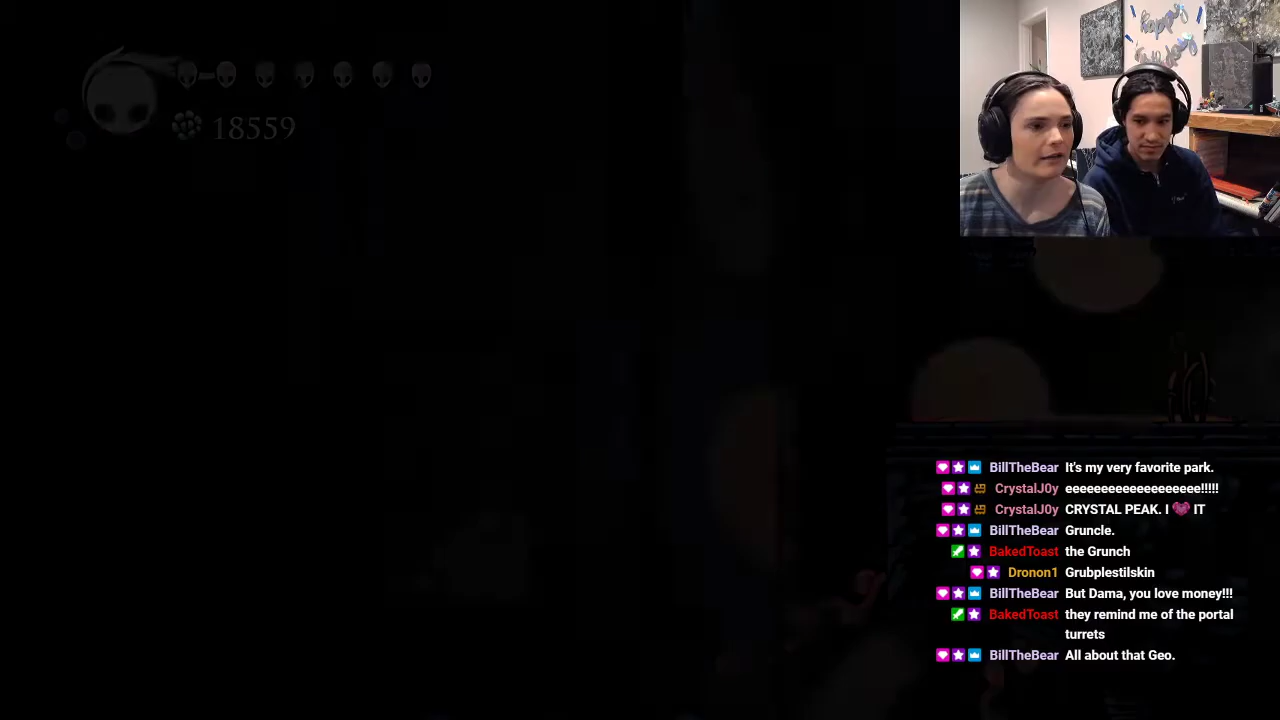 18559
BillTheBear It's my very favorite park.
CrystalJ0y eeeeeeeeeeeeeeeeeee!!!!!
CrystalJ0y CRYSTAL PEAK. I 💗 IT
BillTheBear Gruncle.
BakedToast the Grunch
Dronon1 Grubplestilskin
BillTheBear But Dama, you love money!!!
BakedToast they remind me of the portal
turrets
BillTheBear All about that Geo.